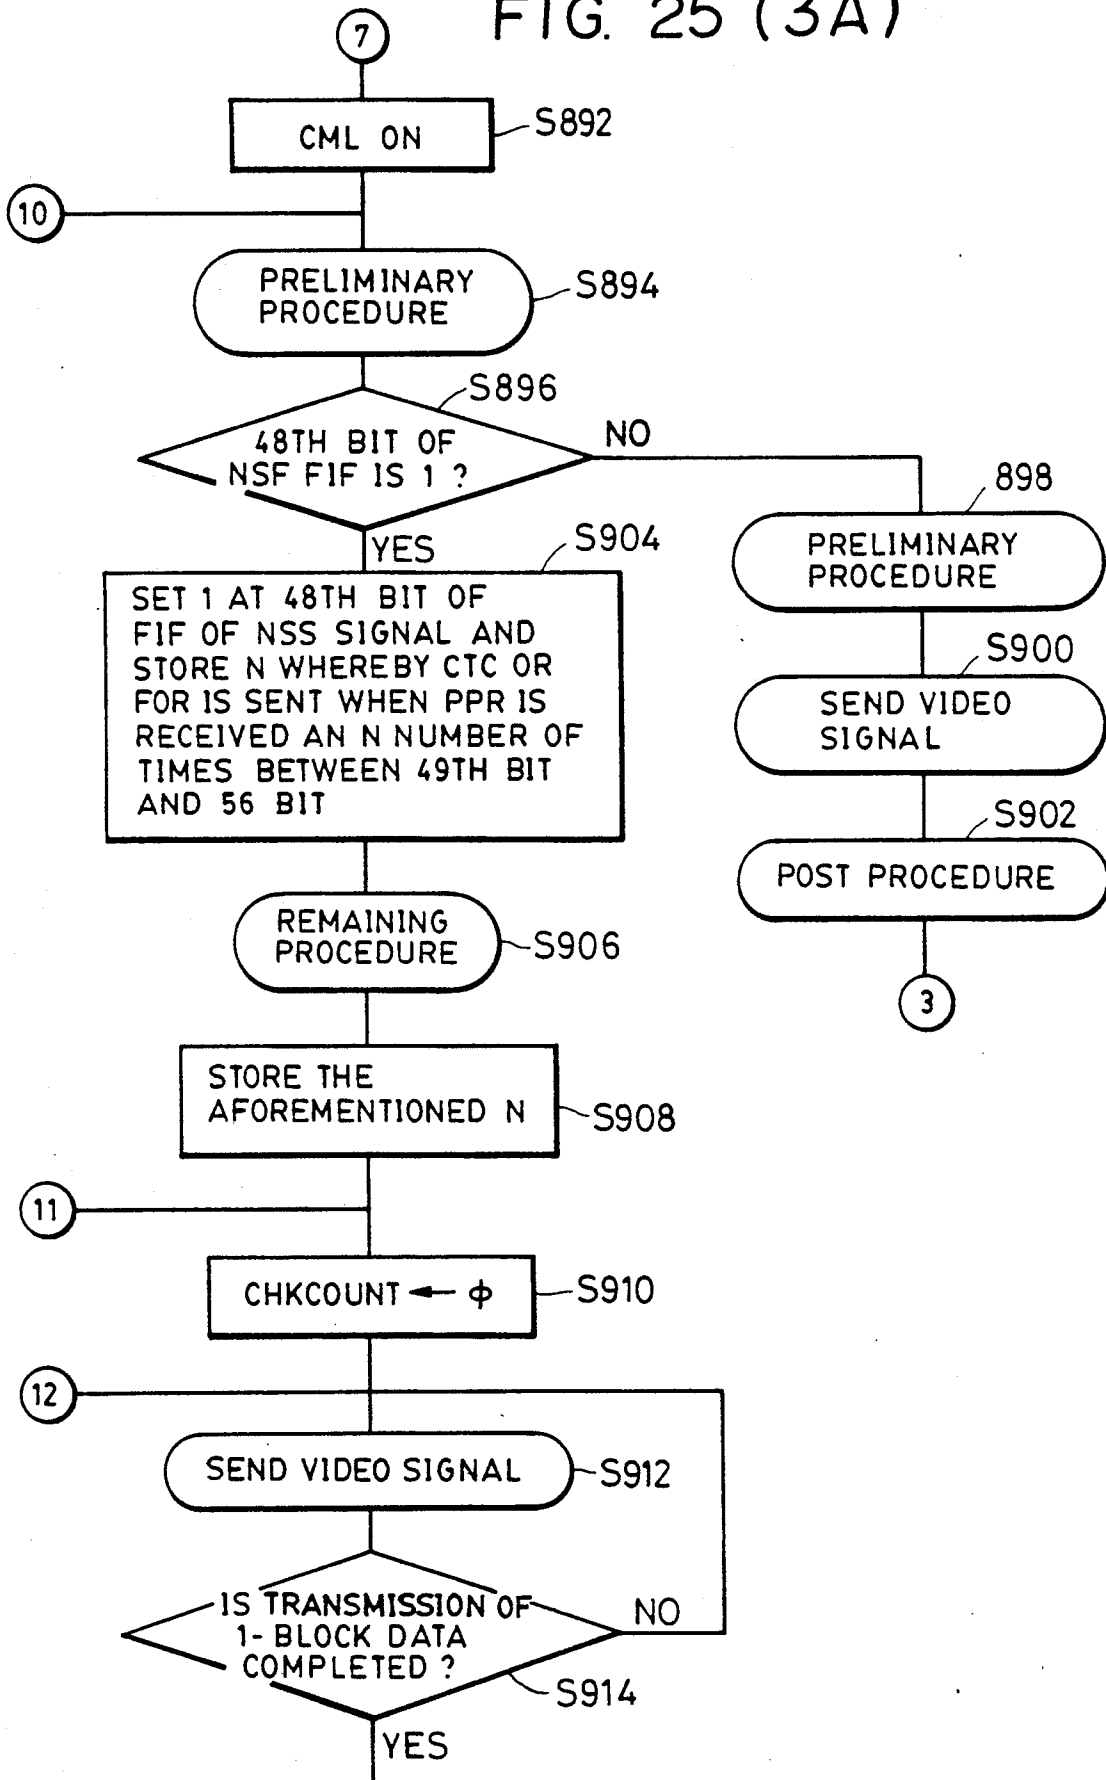 FIG. 25 (3A)
7
CML ON
S892
10
PRELIMINARY
PROCEDURE
S894
S896
48TH BIT OF
NSF FIF IS 1 ?
NO
YES
898
PRELIMINARY
PROCEDURE
S900
SEND VIDEO
SIGNAL
S902
POST PROCEDURE
3
S904
SET 1 AT 48TH BIT OF
FIF OF NSS SIGNAL AND
STORE N WHEREBY CTC OR
FOR IS SENT WHEN PPR IS
RECEIVED AN N NUMBER OF
TIMES BETWEEN 49TH BIT
AND 56 BIT
REMAINING
PROCEDURE
S906
STORE THE
AFOREMENTIONED N
S908
11
CHKCOUNT ← φ
S910
12
SEND VIDEO SIGNAL
S912
IS TRANSMISSION OF
1-BLOCK DATA
COMPLETED ?
NO
S914
YES